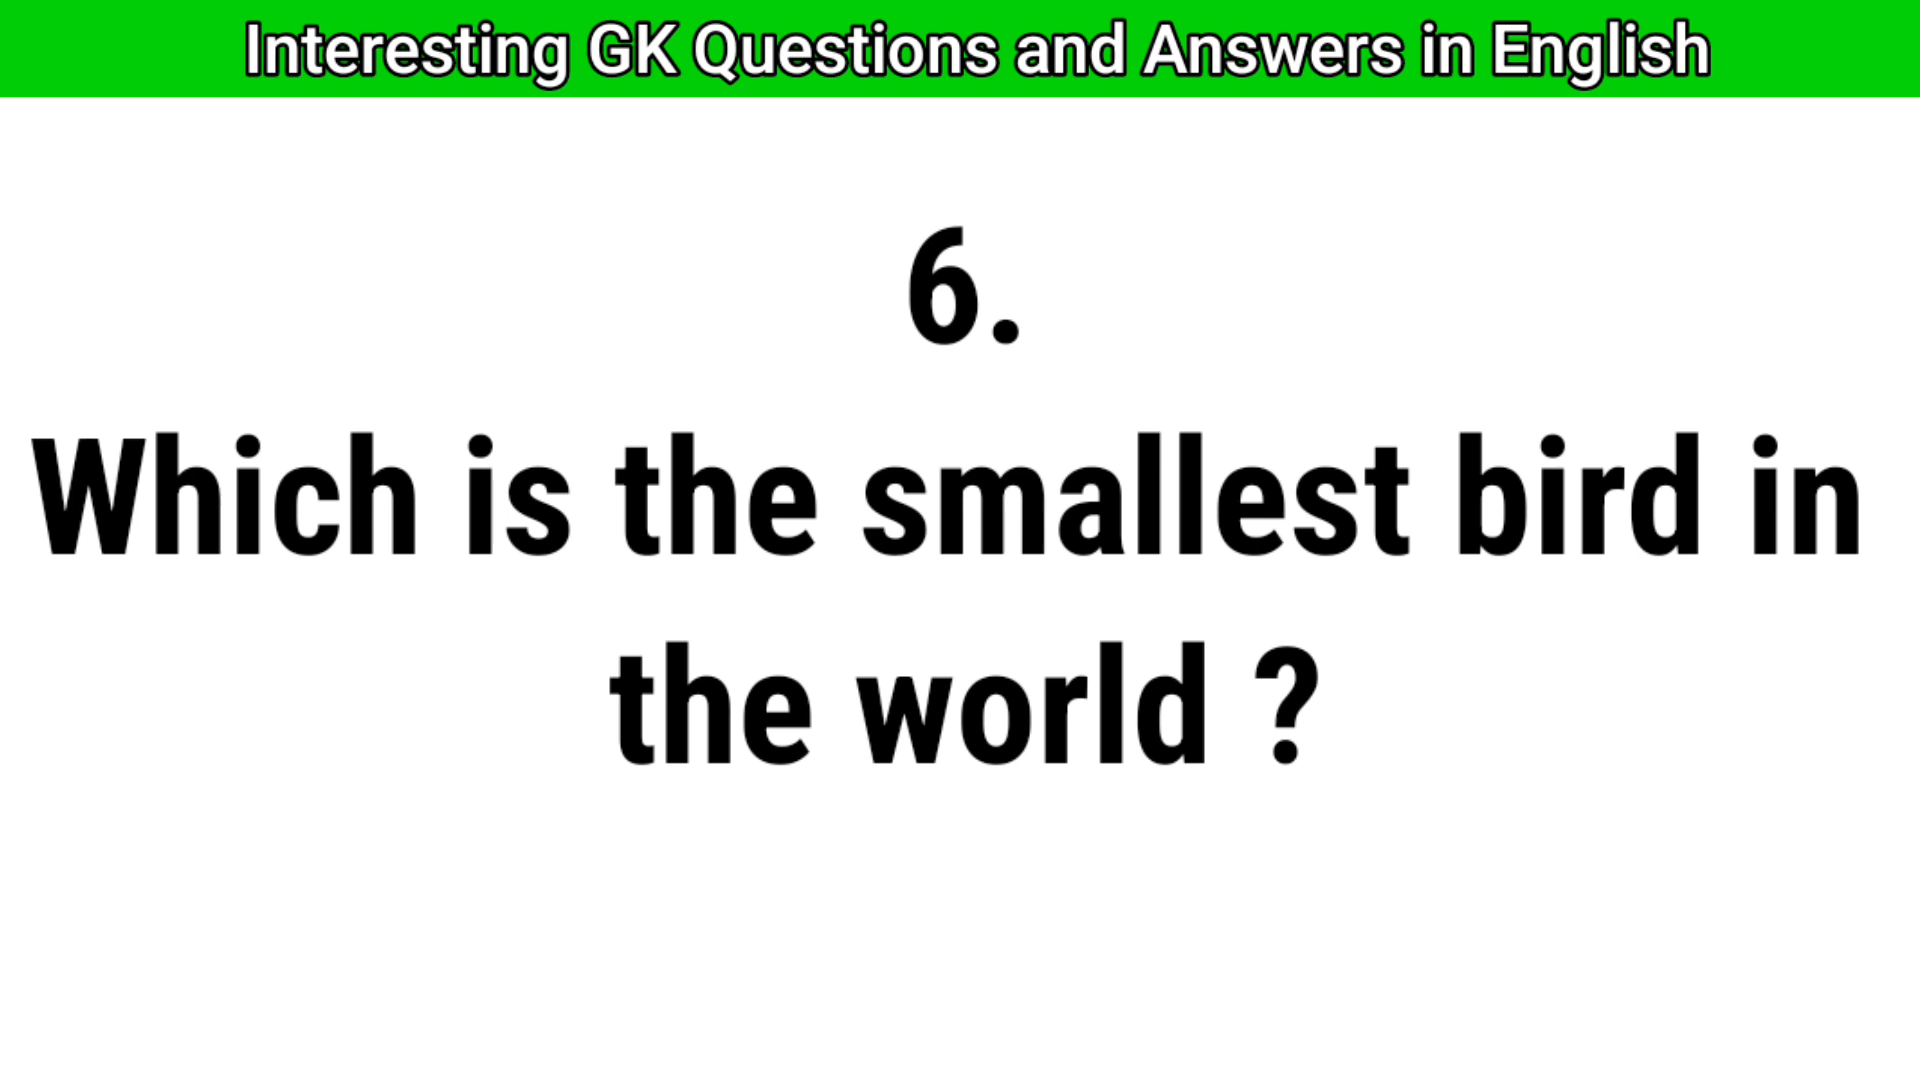 Interesting GK Questions and Answers in English
6.
Which is the smallest bird in
the world ?